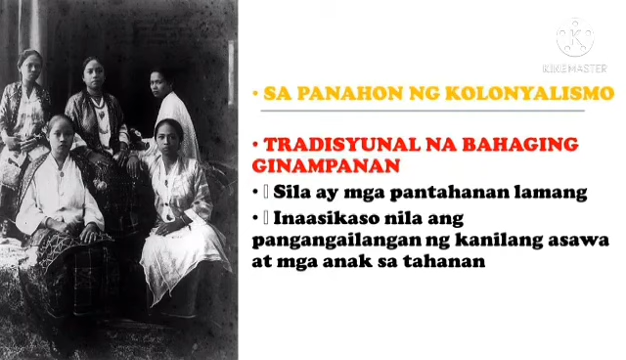 KINEMASTER
• SA PANAHON NG KOLONYALISMO
• TRADISYUNAL NA BAHAGING
GINAMPANAN
• Sila ay mga pantahanan lamang
• Inaasikaso nila ang
pangangailangan ng kanilang asawa
at mga anak sa tahanan